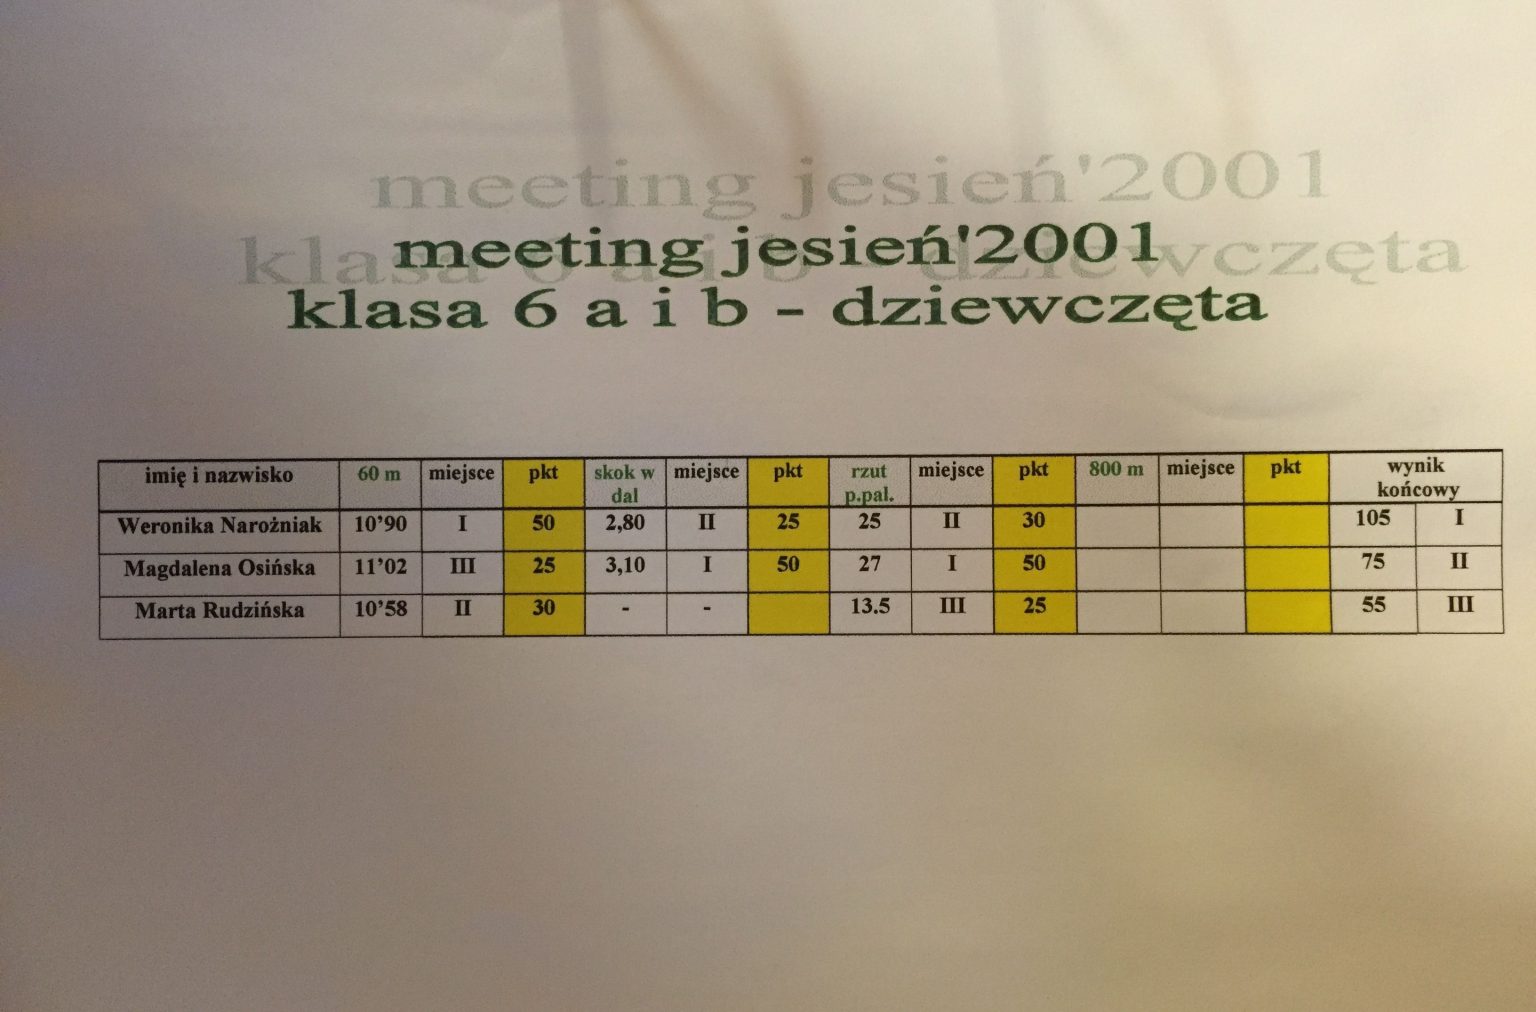 meeting jesień'2001
klasa 6 a i b - dziewczęta
imię i nazwisko 60 m miejsce pkt skok w dal miejsce pkt rzut p.pal. miejsce pkt 800 m miejsce pkt wynik końcowy
Weronika Narożniak 10’90 I 50 2,80 II 25 25 II 30 105 I
Magdalena Osińska 11’02 III 25 3,10 I 50 27 I 50 75 II
Marta Rudzińska 10’58 II 30 - - 13.5 III 25 55 III